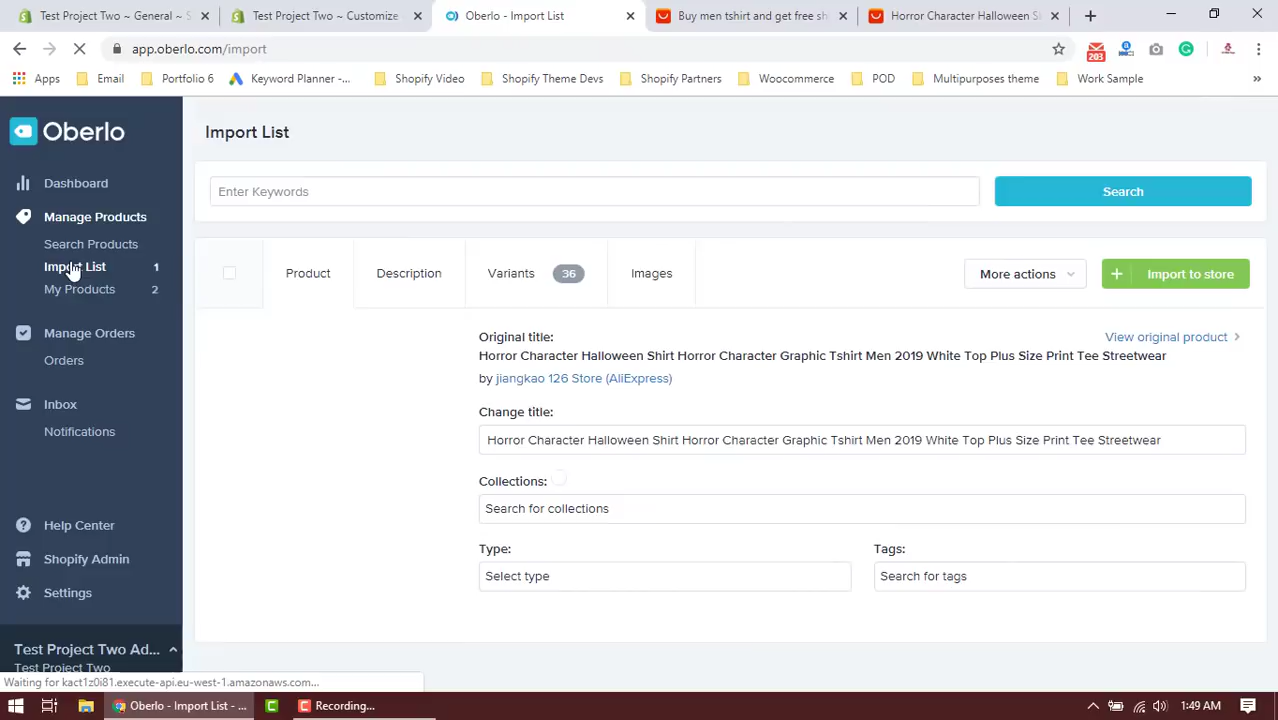 Test Project Two ~ General ~ S
Test Project Two ~ Customiz
Oberlo - Import List
Buy men tshirt and get free sh
Horror Character Halloween S
app.oberlo.com/import
203
Apps
Email
Portfolio 6
Keyword Planner -...
Shopify Video
Shopify Theme Devs
Shopify Partners
Woocommerce
POD
Multipurposes theme
Work Sample
»
Oberlo
Import List
Dashboard
Enter Keywords
Search
Manage Products
Search Products
Import List 1
My Products 2
Product
Description
Variants 36
Images
More actions
+ Import to store
Manage Orders
Orders
Original title:
View original product
Horror Character Halloween Shirt Horror Character Graphic Tshirt Men 2019 White Top Plus Size Print Tee Streetwear
by jiangkao 126 Store (AliExpress)
Inbox
Notifications
Change title:
Horror Character Halloween Shirt Horror Character Graphic Tshirt Men 2019 White Top Plus Size Print Tee Streetwear
Collections:
Search for collections
Help Center
Shopify Admin
Settings
Type:
Tags:
Select type
Search for tags
Test Project Two Ad...
Test Project Two
Waiting for kact1z0i81.execute-api.eu-west-1.amazonaws.com...
Oberlo - Import List - ...
Recording...
1:49 AM